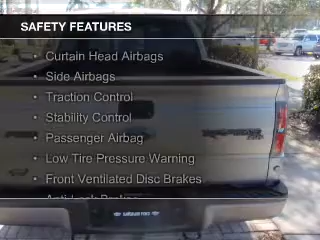 SAFETY FEATURES
• Curtain Head Airbags
• Side Airbags
• Traction Control
• Stability Control
• Passenger Airbag
• Low Tire Pressure Warning
• Front Ventilated Disc Brakes